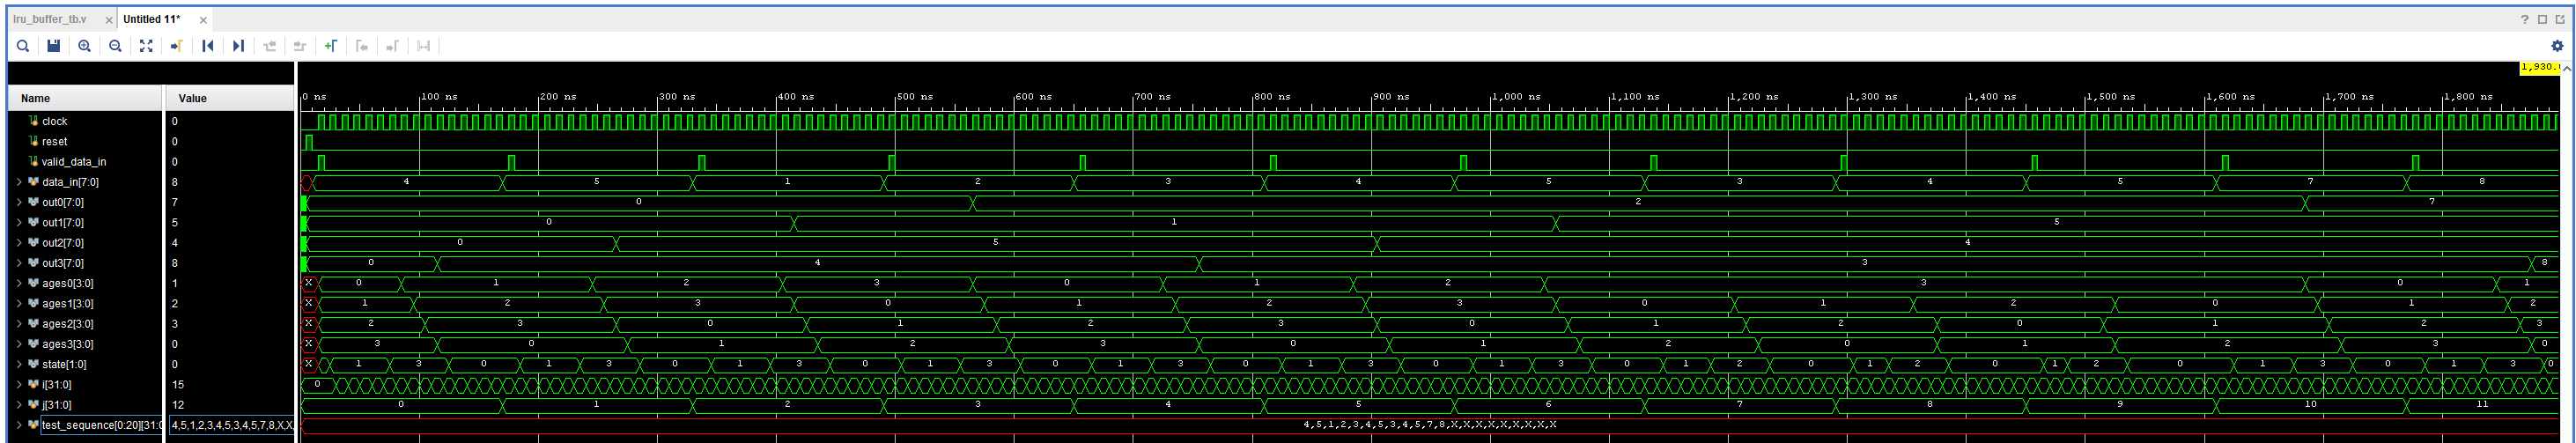 lru_buffer_tb.v × Untitled 11* ×
1,930.
Name Value 0 ns 100 ns 200 ns 300 ns 400 ns 500 ns 600 ns 700 ns 800 ns 900 ns 1,000 ns 1,100 ns 1,200 ns 1,300 ns 1,400 ns 1,500 ns 1,600 ns 1,700 ns 1,800 ns
clock 0
reset 0
valid_data_in 0
data_in[7:0] 8 4 5 1 2 3 4 5 3 4 5 7 8
out0[7:0] 7 0 2 7
out1[7:0] 5 0 1 5
out2[7:0] 4 0 5 4
out3[7:0] 8 0 4 3 8
ages0[3:0] 1 X 0 1 2 3 0 1 2 3 0 1
ages1[3:0] 2 X 1 2 3 0 1 2 3 0 1 2 0 1 2
ages2[3:0] 3 X 2 3 0 1 2 3 0 1 2 0 1 2 3
ages3[3:0] 0 X 3 0 1 2 3 0 1 2 0 1 2 3 0
state[1:0] 0 X 1 3 0 1 3 0 1 3 0 1 3 0 1 3 0 1 3 0 1 3 0 1 2 0 1 2 0 1 2 0 1 3 0 1 3 0
i[31:0] 15 0
j[31:0] 12 0 1 2 3 4 5 6 7 8 9 10 11
test_sequence[0:20][31:0 4,5,1,2,3,4,5,3,4,5,7,8,X,X 4,5,1,2,3,4,5,3,4,5,7,8,X,X,X,X,X,X,X,X,X